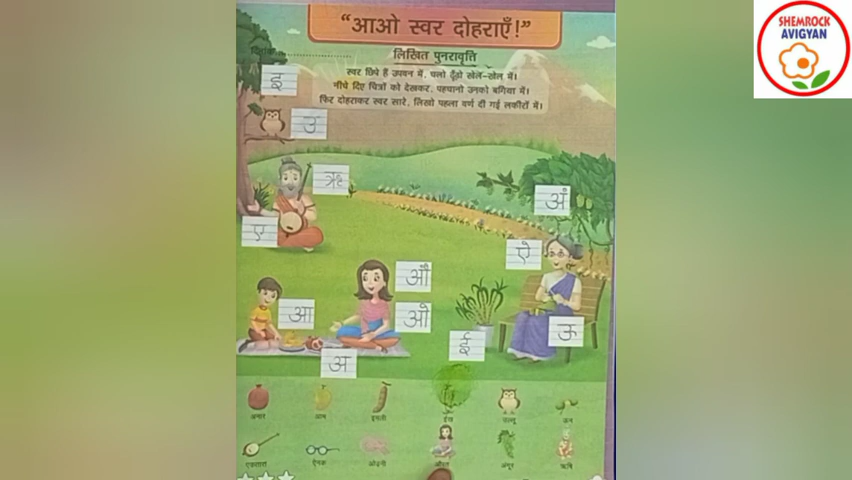 "आओ स्वर दोहराएँ!"
SHEMROCK
AVIGYAN
दिनांक
लिखित पुनरावृत्ति
स्वर छिपे हैं उपवन में, चलो ढूँढ़ो खेल-खेल में।
नीचे दिए चित्रों को देखकर, पहचानो उनको बगिया में।
फिर दोहराकर स्वर सारे, लिखो पहला वर्ण दी गई लकीरों में।
इ
उ
ऋ
अं
ए
ऐ
औ
आ
ओ
ऊ
ई
अ
अनार आम इमली ईख उल्लू ऊन
एकतारा ऐनक ओढ़नी औरत अंगूर ऋषि